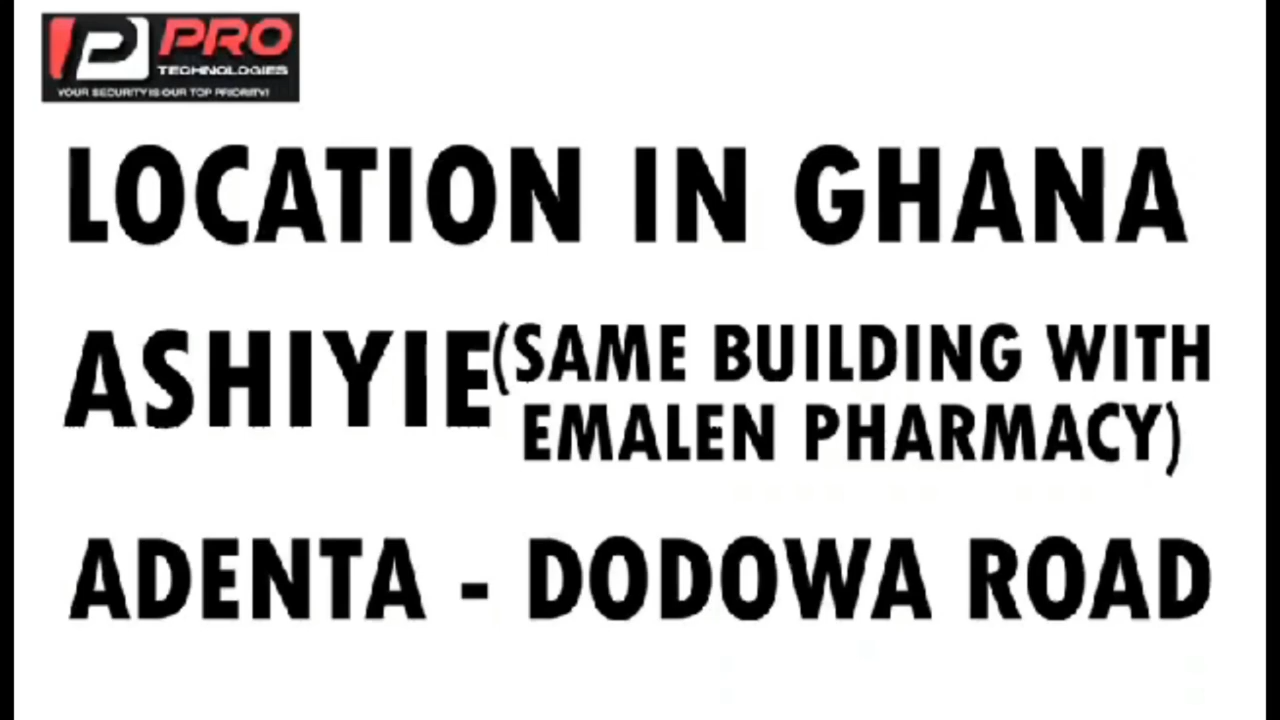 PRO
TECHNOLOGIES
YOUR SECURITY IS OUR TOP PRIORITY!
LOCATION IN GHANA
ASHIYIE (SAME BUILDING WITH
EMALEN PHARMACY)
ADENTA - DODOWA ROAD